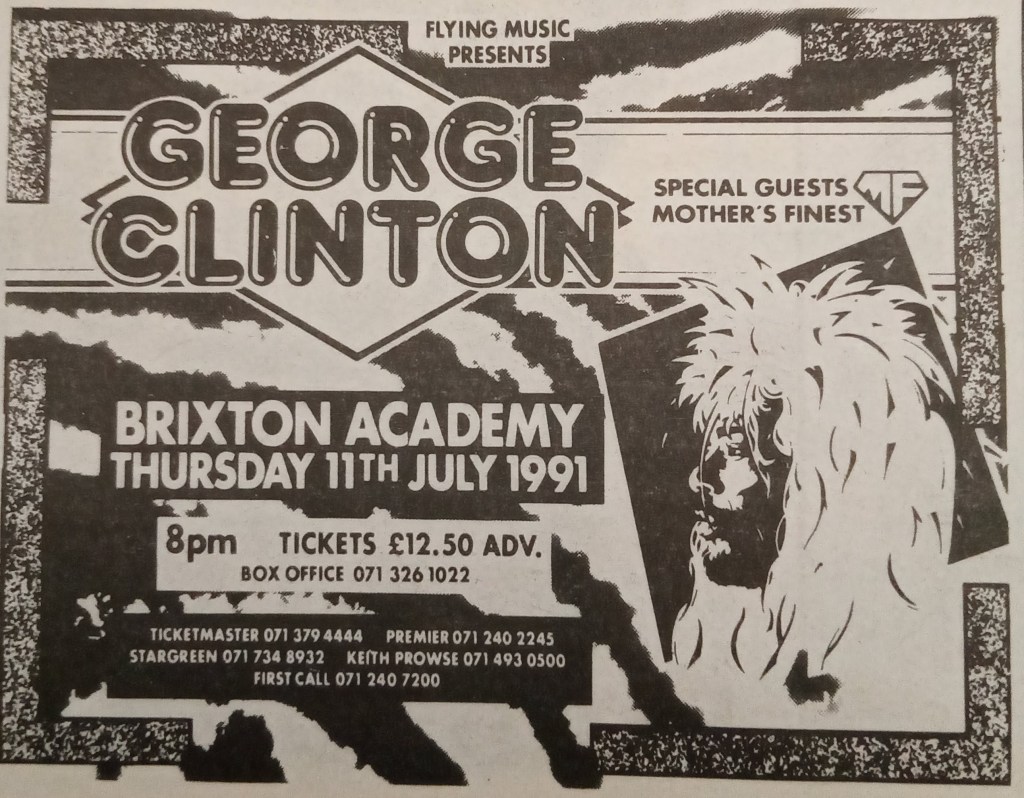 FLYING MUSIC
PRESENTS
GEORGE
CLINTON
SPECIAL GUESTS
MOTHER'S FINEST
MF
BRIXTON ACADEMY
THURSDAY 11TH JULY 1991
8pm TICKETS £12.50 ADV.
BOX OFFICE 071 326 1022
TICKETMASTER 071 379 4444 PREMIER 071 240 2245
STARGREEN 071 734 8932 KEITH PROWSE 071 493 0500
FIRST CALL 071 240 7200